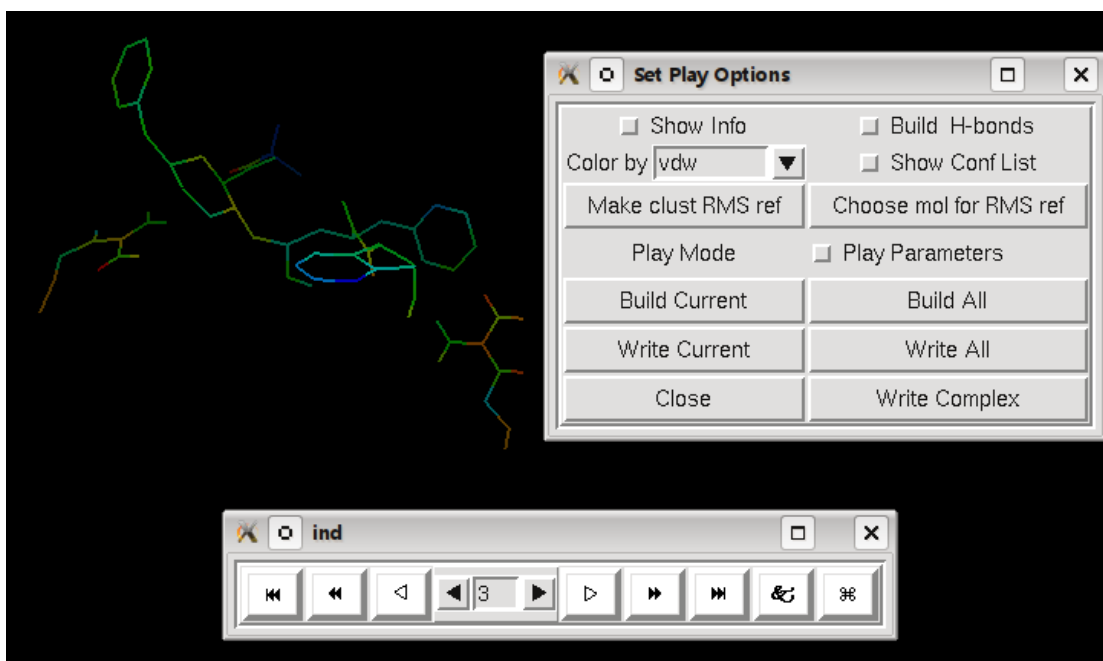 Set Play Options
Show Info Build H-bonds
Color by vdw Show Conf List
Make clust RMS ref Choose mol for RMS ref
Play Mode Play Parameters
Build Current Build All
Write Current Write All
Close Write Complex
ind
3